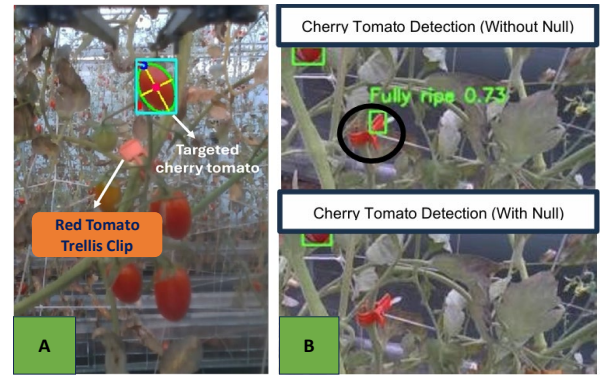 Targeted
cherry tomato
Red Tomato
Trellis Clip
A
Cherry Tomato Detection (Without Null)
Fully ripe 0.73
Cherry Tomato Detection (With Null)
B